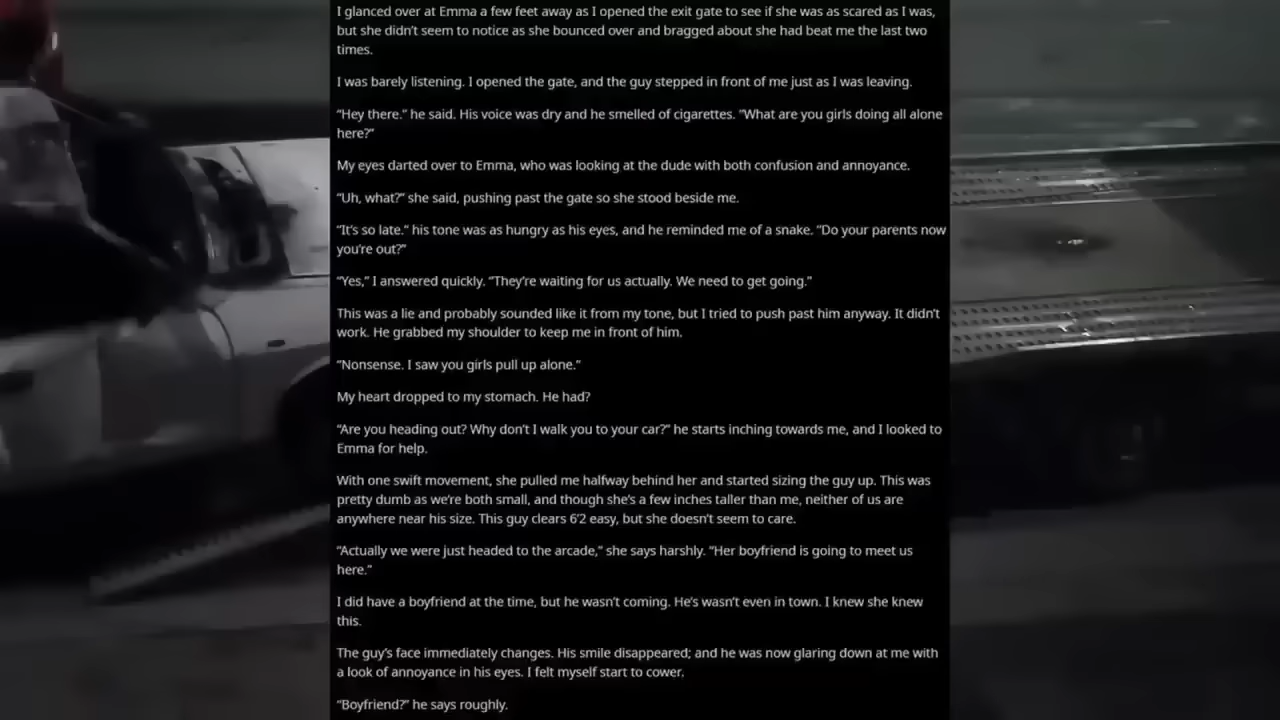 I glanced over at Emma a few feet away as I opened the exit gate to see if she was as scared as I was,
but she didn't seem to notice as she bounced over and bragged about she had beat me the last two
times.
I was barely listening. I opened the gate, and the guy stepped in front of me just as I was leaving.
“Hey there.” he said. His voice was dry and he smelled of cigarettes. “What are you girls doing all alone
here?”
My eyes darted over to Emma, who was looking at the dude with both confusion and annoyance.
“Uh, what?” she said, pushing past the gate so she stood beside me.
“It’s so late.” his tone was as hungry as his eyes, and he reminded me of a snake. “Do your parents now
you’re out?”
“Yes,” I answered quickly. “They’re waiting for us actually. We need to get going.”
This was a lie and probably sounded like it from my tone, but I tried to push past him anyway. It didn’t
work. He grabbed my shoulder to keep me in front of him.
“Nonsense. I saw you girls pull up alone.”
My heart dropped to my stomach. He had?
“Are you heading out? Why don’t I walk you to your car?” he starts inching towards me, and I looked to
Emma for help.
With one swift movement, she pulled me halfway behind her and started sizing the guy up. This was
pretty dumb as we’re both small, and though she’s a few inches taller than me, neither of us are
anywhere near his size. This guy clears 6’2 easy, but she doesn’t seem to care.
“Actually we were just headed to the arcade,” she says harshly. “Her boyfriend is going to meet us
here.”
I did have a boyfriend at the time, but he wasn’t coming. He’s wasn’t even in town. I knew she knew
this.
The guy’s face immediately changes. His smile disappeared; and he was now glaring down at me with
a look of annoyance in his eyes. I felt myself start to cower.
“Boyfriend?” he says roughly.